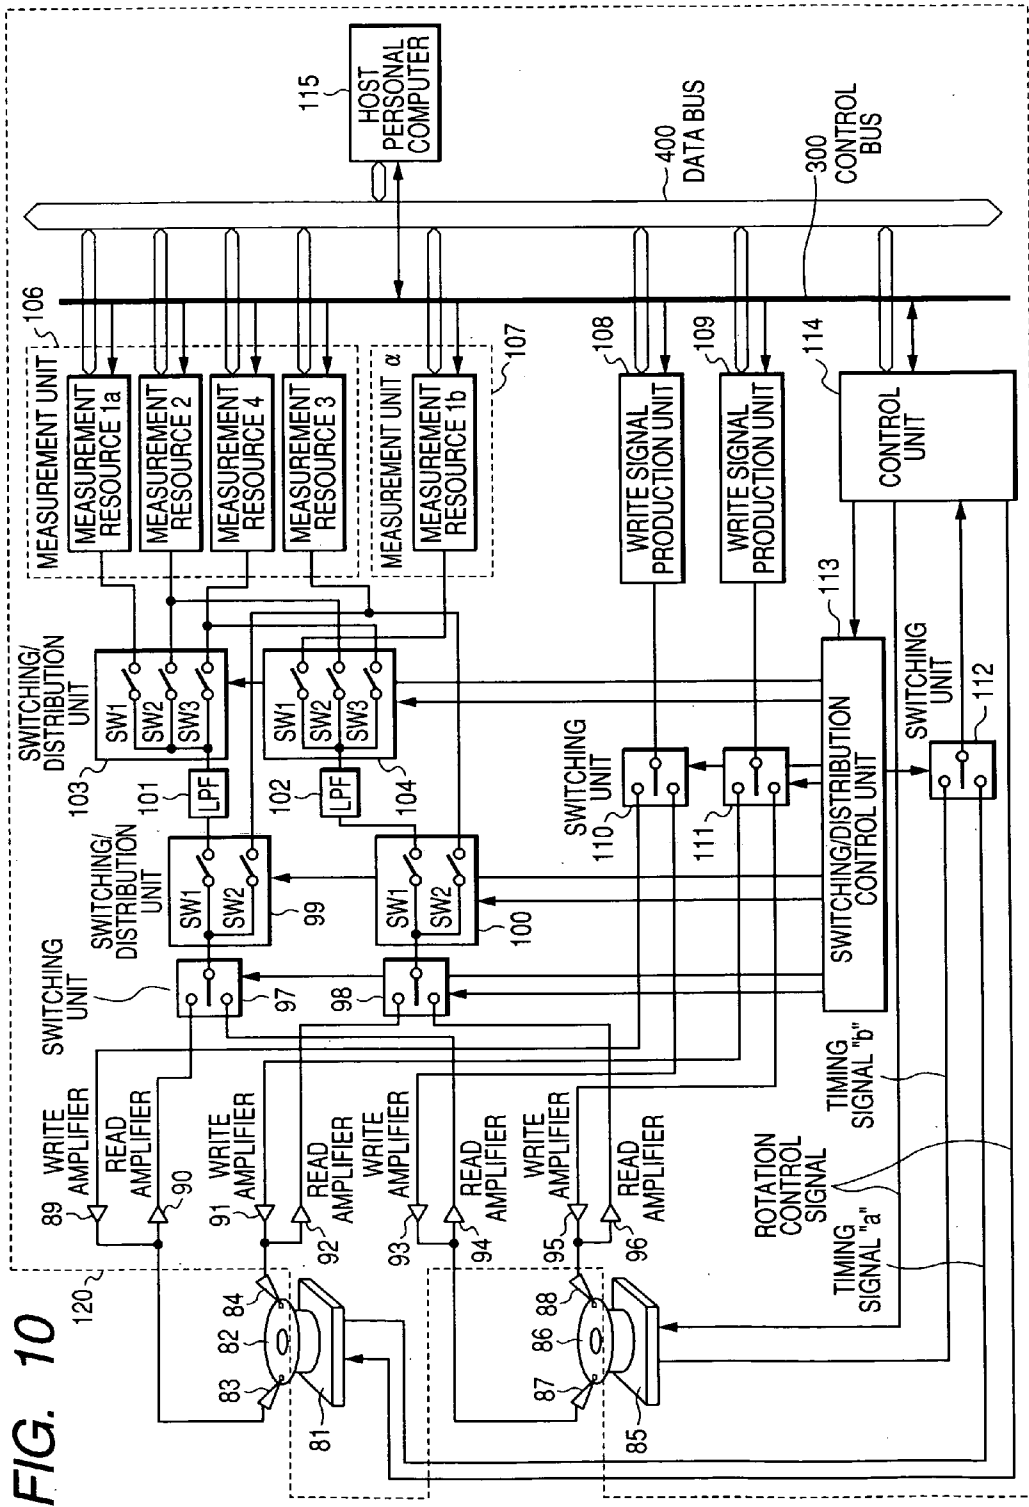 FIG. 10
120
89
WRITE
AMPLIFIER
READ
AMPLIFIER
90
91
WRITE
AMPLIFIER
92
READ
AMPLIFIER
93
WRITE
AMPLIFIER
94
READ
AMPLIFIER
95
WRITE
AMPLIFIER
96
READ
AMPLIFIER
81
82
83
84
85
86
87
88
SWITCHING
UNIT
97
98
SWITCHING/
DISTRIBUTION
UNIT
SW1
SW2
99
SW1
SW2
100
101
LPF
102
LPF
SWITCHING/
DISTRIBUTION
UNIT
SW1
SW2
SW3
103
SW1
SW2
SW3
104
MEASUREMENT UNIT
106
MEASUREMENT
RESOURCE 1a
MEASUREMENT
RESOURCE 2
MEASUREMENT
RESOURCE 4
MEASUREMENT
RESOURCE 3
MEASUREMENT UNIT α
107
MEASUREMENT
RESOURCE 1b
108
WRITE SIGNAL
PRODUCTION UNIT
109
WRITE SIGNAL
PRODUCTION UNIT
SWITCHING
UNIT
110
111
113
SWITCHING/DISTRIBUTION
CONTROL UNIT
SWITCHING
UNIT
112
114
CONTROL
UNIT
115
HOST
PERSONAL
COMPUTER
400
DATA BUS
300
CONTROL
BUS
ROTATION
CONTROL
SIGNAL
TIMING
SIGNAL "b"
TIMING
SIGNAL "a"